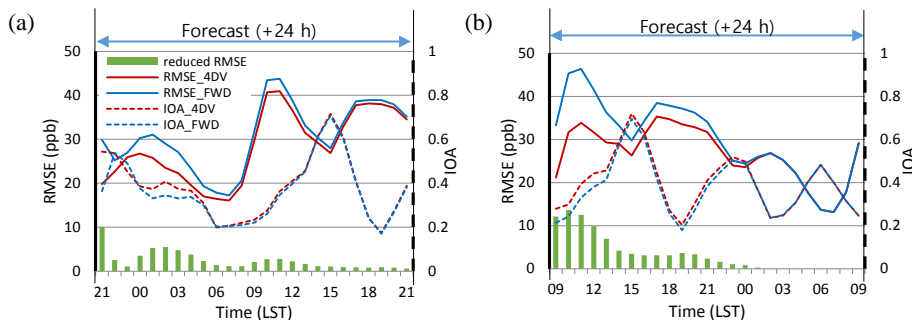 (a)
Forecast (+24 h)
50
40
30
20
10
0
RMSE (ppb)
reduced RMSE
RMSE_4DV
RMSE_FWD
IOA_4DV
IOA_FWD
1
0.8
0.6
0.4
0.2
0
IOA
21 00 03 06 09 12 15 18 21
Time (LST)
(b)
Forecast (+24 h)
50
40
30
20
10
0
RMSE (ppb)
1
0.8
0.6
0.4
0.2
0
IOA
09 12 15 18 21 00 03 06 09
Time (LST)